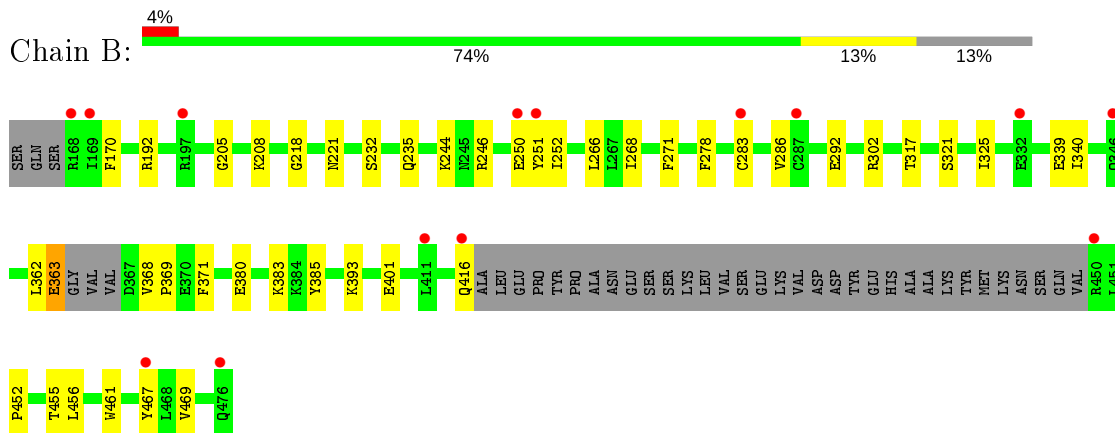 4%
Chain B:
74% 13% 13%
SER GLN SER R168 I169 F170 R192 R197 G205 K208 G218 N221 S232 Q235 K244 N245 R246 E250 Y251 I252 L266 L267 I268 F271 F278 C283 V286 C287 E292 R302 T317 S321 I325 E332 E339 I340 Q346
L362 E363 GLY VAL VAL D367 V368 P369 E370 F371 E380 K383 K384 Y385 K393 E401 L411 Q416 ALA LEU GLU PRO TYR PRO ALA ASN GLU SER SER LYS LEU VAL SER GLU LYS VAL ASP ASP TYR GLU HIS ALA ALA LYS TYR MET LYS ASN SER GLN VAL R450 L451
P452 T455 L456 W461 Y467 L468 V469 Q476